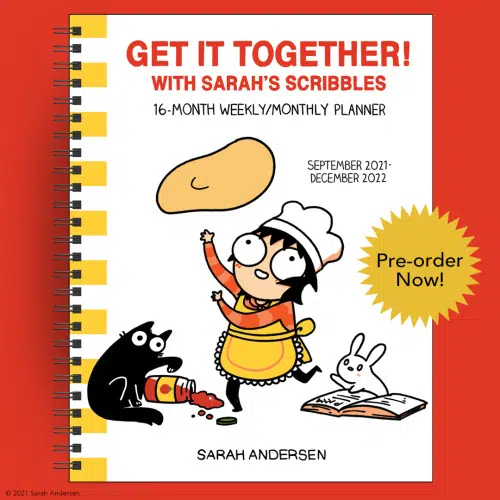 GET IT TOGETHER!
WITH SARAH'S SCRIBBLES
16-MONTH WEEKLY/MONTHLY PLANNER
SEPTEMBER 2021-
DECEMBER 2022
Pre-order
Now!
SARAH ANDERSEN
© 2021 Sarah Andersen